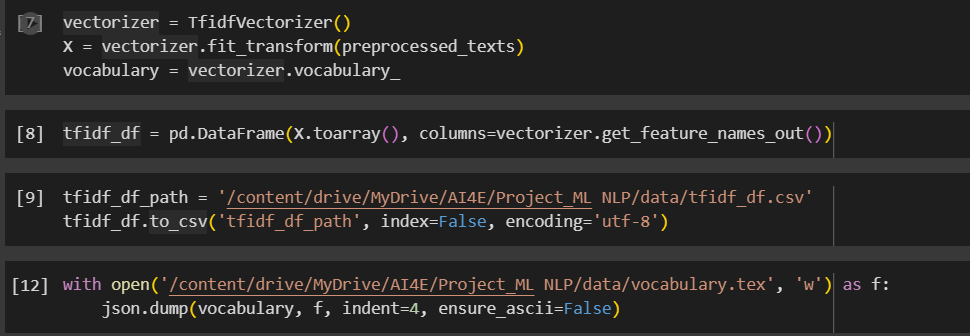 [7] vectorizer = TfidfVectorizer()
X = vectorizer.fit_transform(preprocessed_texts)
vocabulary = vectorizer.vocabulary_
[8] tfidf_df = pd.DataFrame(X.toarray(), columns=vectorizer.get_feature_names_out())
[9] tfidf_df_path = '/content/drive/MyDrive/AI4E/Project_ML NLP/data/tfidf_df.csv'
tfidf_df.to_csv('tfidf_df_path', index=False, encoding='utf-8')
[12] with open('/content/drive/MyDrive/AI4E/Project_ML NLP/data/vocabulary.tex', 'w') as f:
json.dump(vocabulary, f, indent=4, ensure_ascii=False)